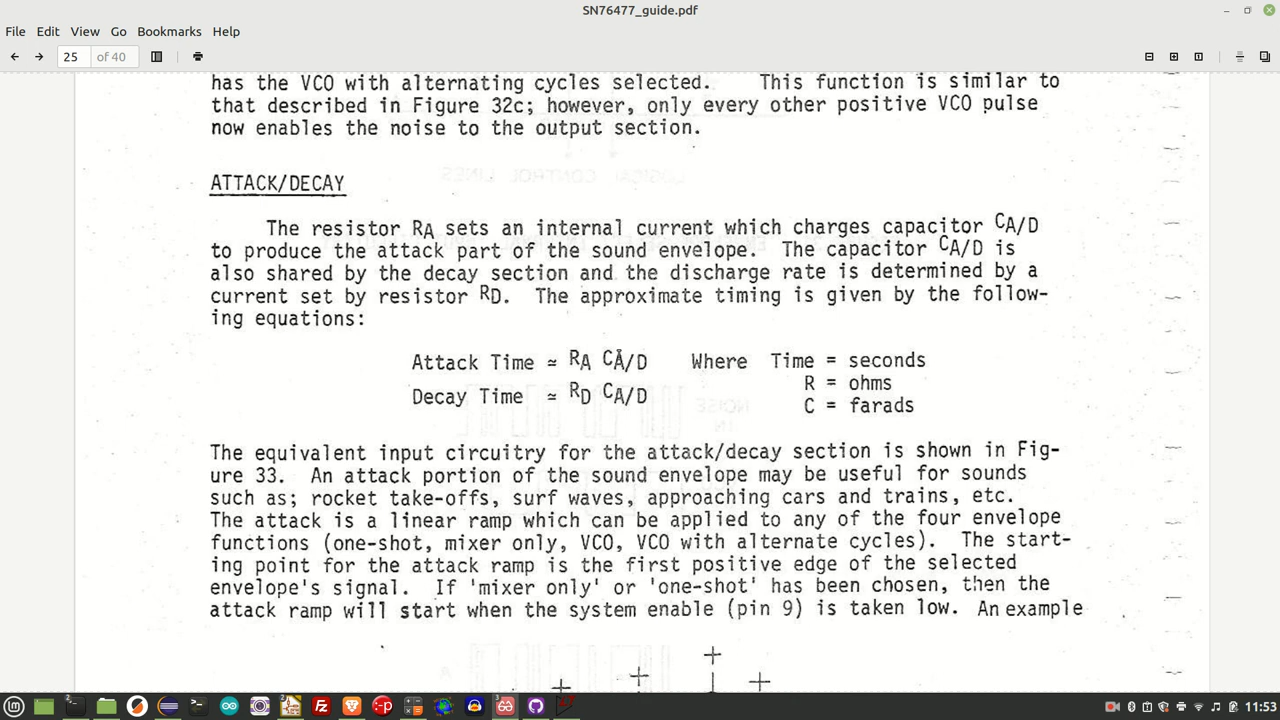 SN76477_guide.pdf
File Edit View Go Bookmarks Help
25 of 40
has the VCO with alternating cycles selected. This function is similar to
that described in Figure 32c; however, only every other positive VCO pulse
now enables the noise to the output section.
ATTACK/DECAY
The resistor RA sets an internal current which charges capacitor CA/D
to produce the attack part of the sound envelope. The capacitor CA/D is
also shared by the decay section and the discharge rate is determined by a
current set by resistor RD. The approximate timing is given by the follow-
ing equations:
Attack Time ≃ RA CA/D Where Time = seconds
R = ohms
Decay Time ≃ RD CA/D
C = farads
The equivalent input circuitry for the attack/decay section is shown in Fig-
ure 33. An attack portion of the sound envelope may be useful for sounds
such as; rocket take-offs, surf waves, approaching cars and trains, etc.
The attack is a linear ramp which can be applied to any of the four envelope
functions (one-shot, mixer only, VCO, VCO with alternate cycles). The start-
ing point for the attack ramp is the first positive edge of the selected
envelope's signal. If 'mixer only' or 'one-shot' has been chosen, then the
attack ramp will start when the system enable (pin 9) is taken low. An example
11:53